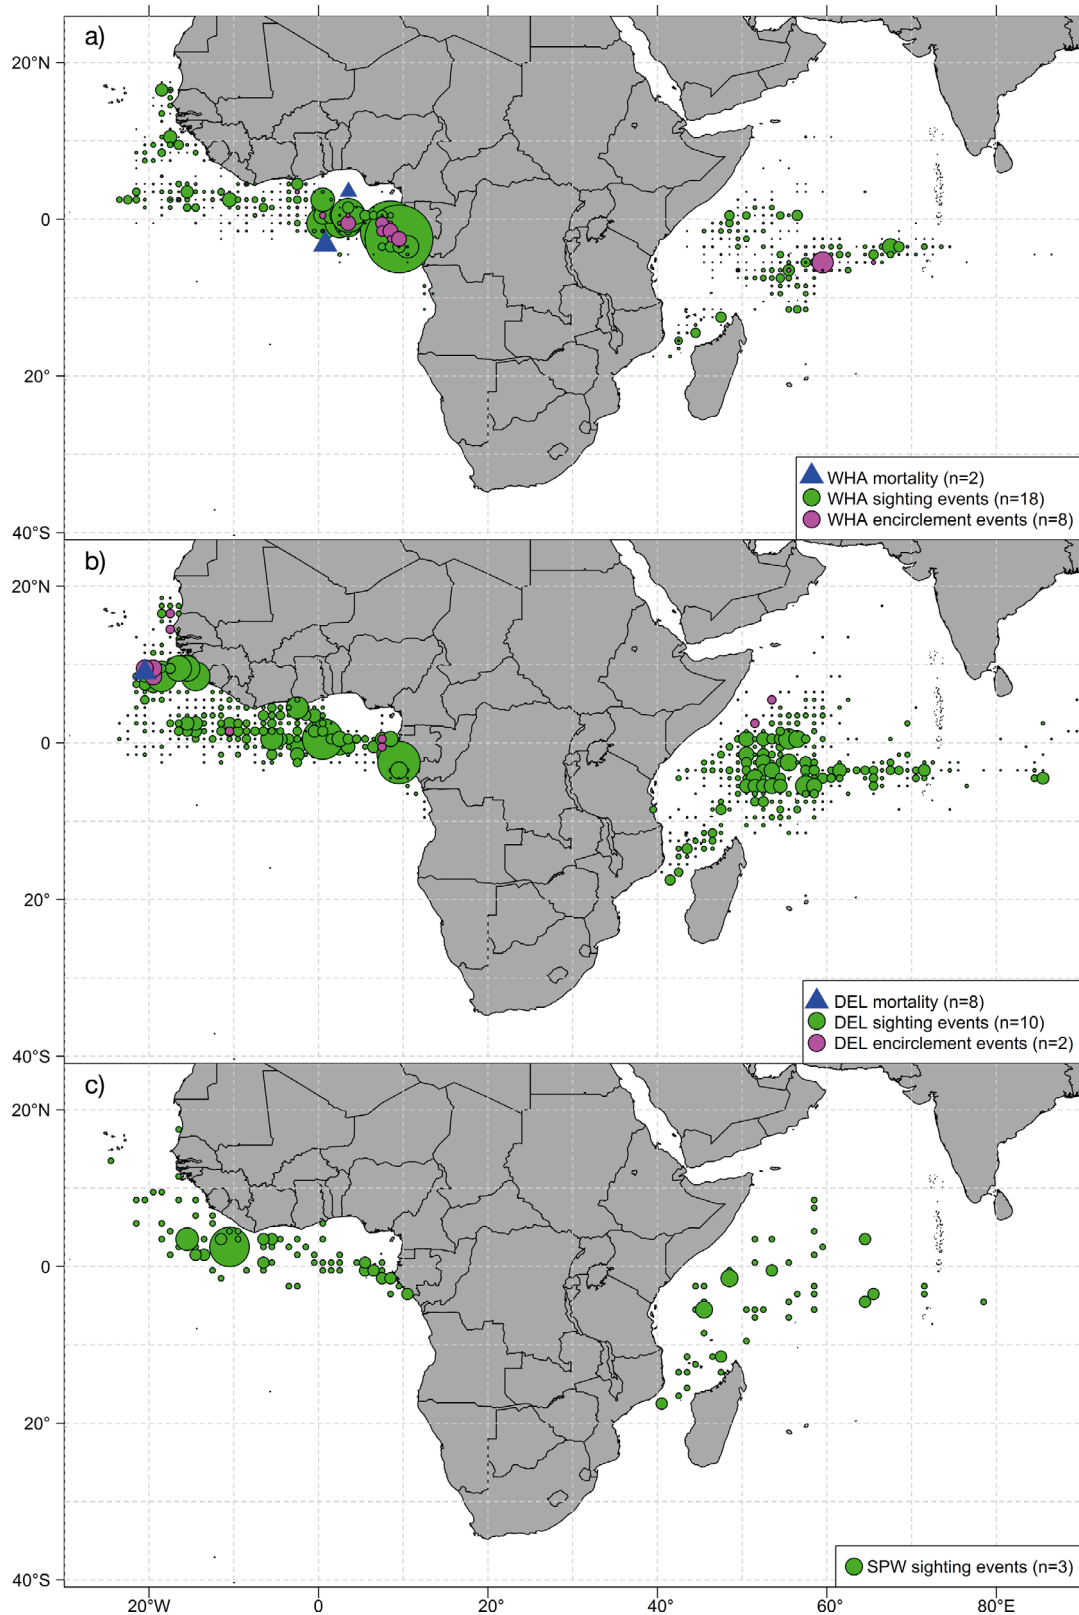 a)
20°N
0
20°
40°S
WHA mortality (n=2)
WHA sighting events (n=18)
WHA encirclement events (n=8)
b)
20°N
0
20°
40°S
DEL mortality (n=8)
DEL sighting events (n=10)
DEL encirclement events (n=2)
c)
20°N
0
20°
40°S
SPW sighting events (n=3)
20°W 0 20° 40° 60° 80°E